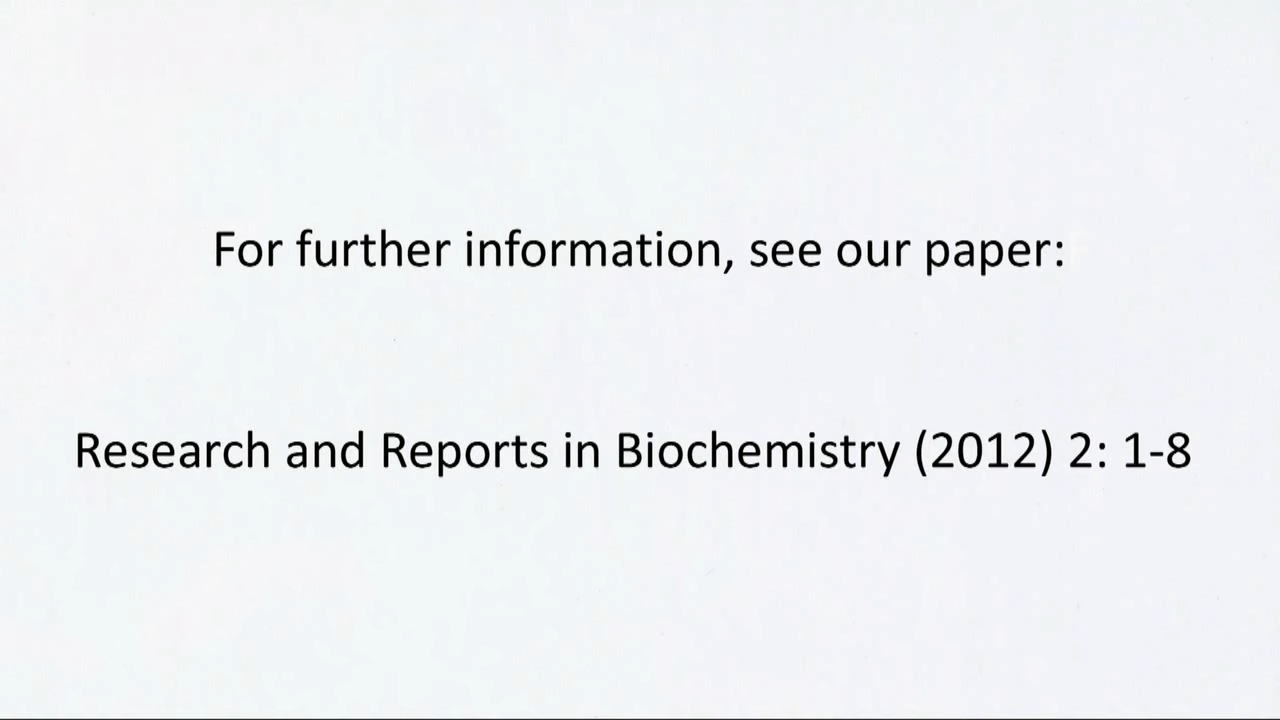 For further information, see our paper:
Research and Reports in Biochemistry (2012) 2: 1-8